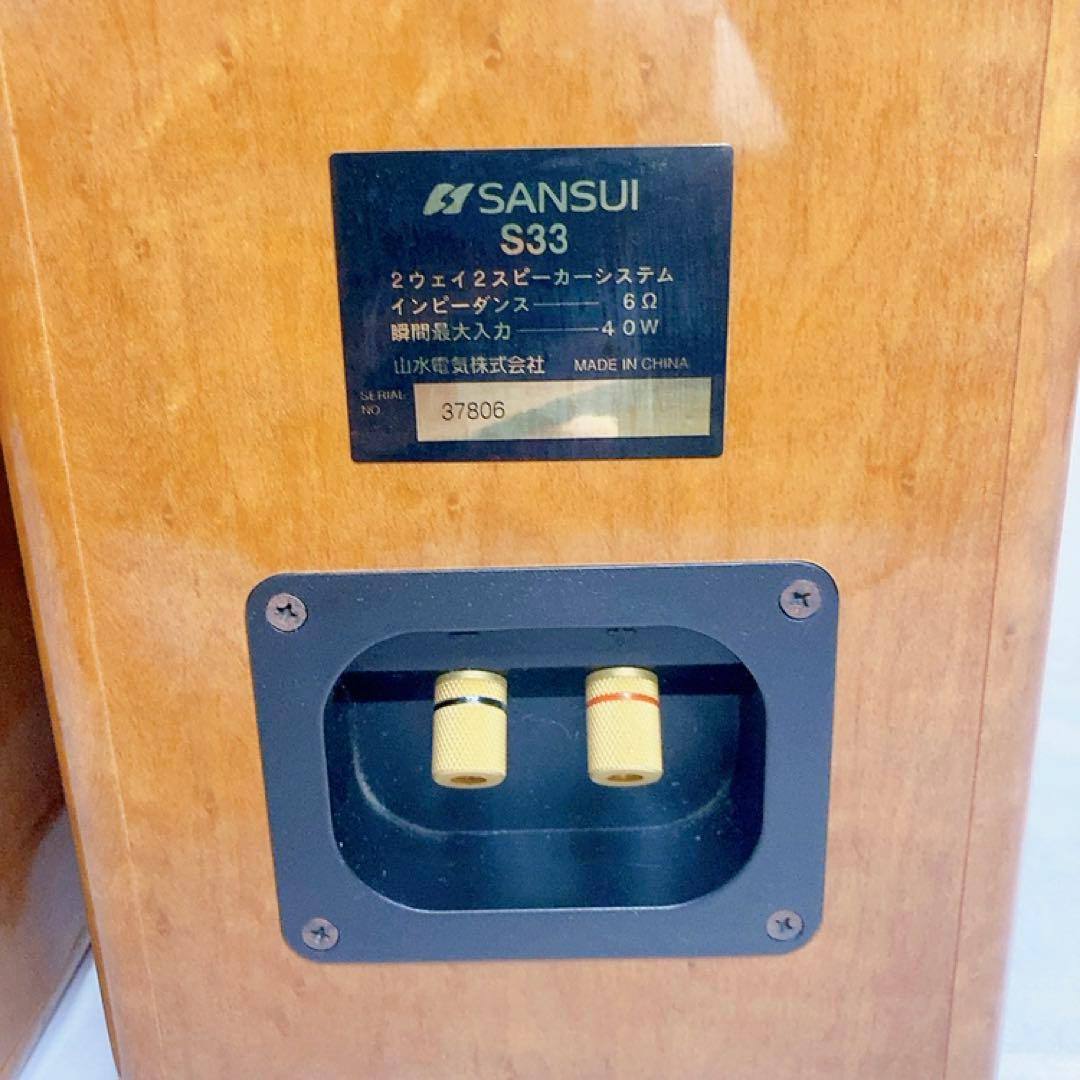 SANSUI
S33
2ウェイ2スピーカーシステム
インピーダンス――― 6Ω
瞬間最大入力――――40W
山水電気株式会社 MADE IN CHINA
SERIAL NO 37806